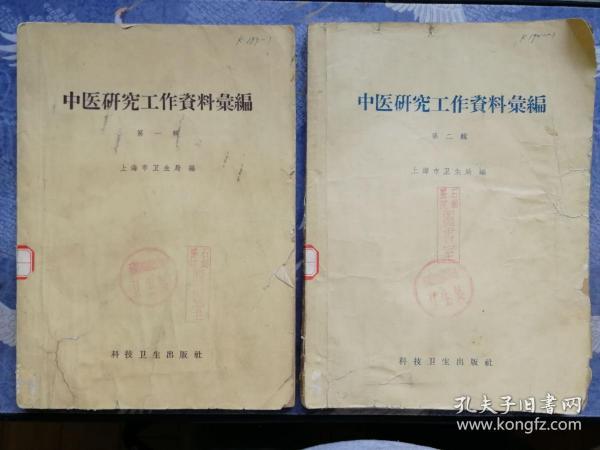 中医研究工作資料彙編
第一輯
上海市卫生局編
科技卫生出版社
中医研究工作資料彙編
第二輯
上海市卫生局編
科技卫生出版社
孔夫子旧书网
www.kongfz.com